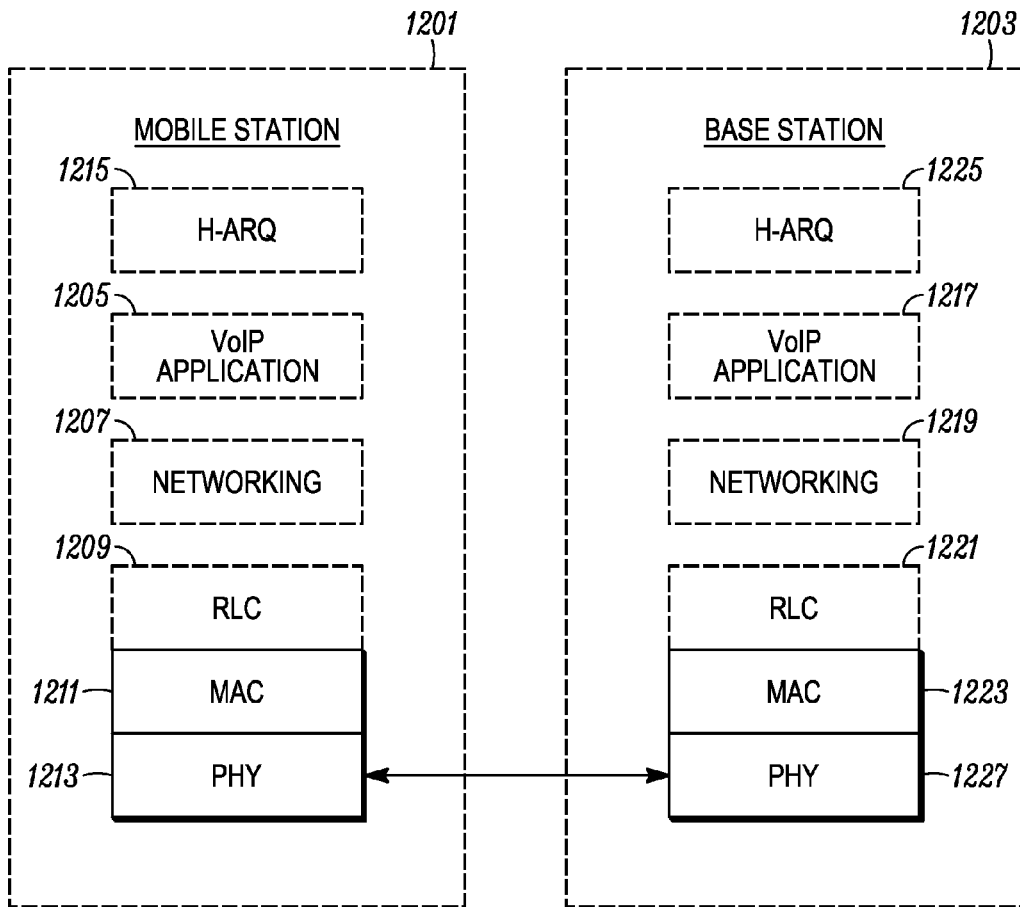 1201
1203
MOBILE STATION
BASE STATION
1215
H-ARQ
1225
H-ARQ
1205
VoIP
APPLICATION
1217
VoIP
APPLICATION
1207
NETWORKING
1219
NETWORKING
1209
RLC
1221
RLC
1211
MAC
MAC
1223
1213
PHY
PHY
1227